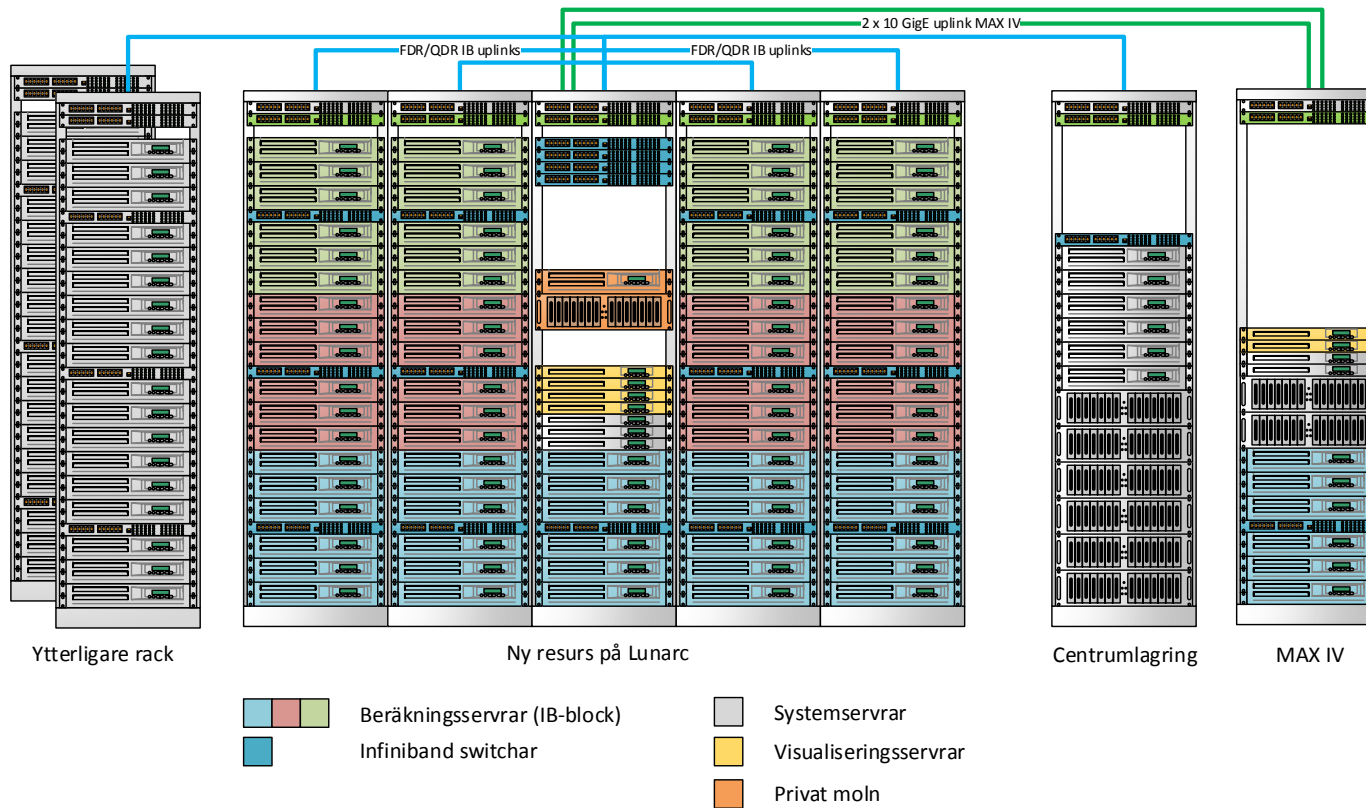 2 x 10 GigE uplink MAX IV
FDR/QDR IB uplinks
FDR/QDR IB uplinks
Ytterligare rack
Ny resurs på Lunarc
Centrumlagring
MAX IV
Beräkningsservrar (IB-block)
Infiniband switchar
Systemservrar
Visualiseringsservrar
Privat moln